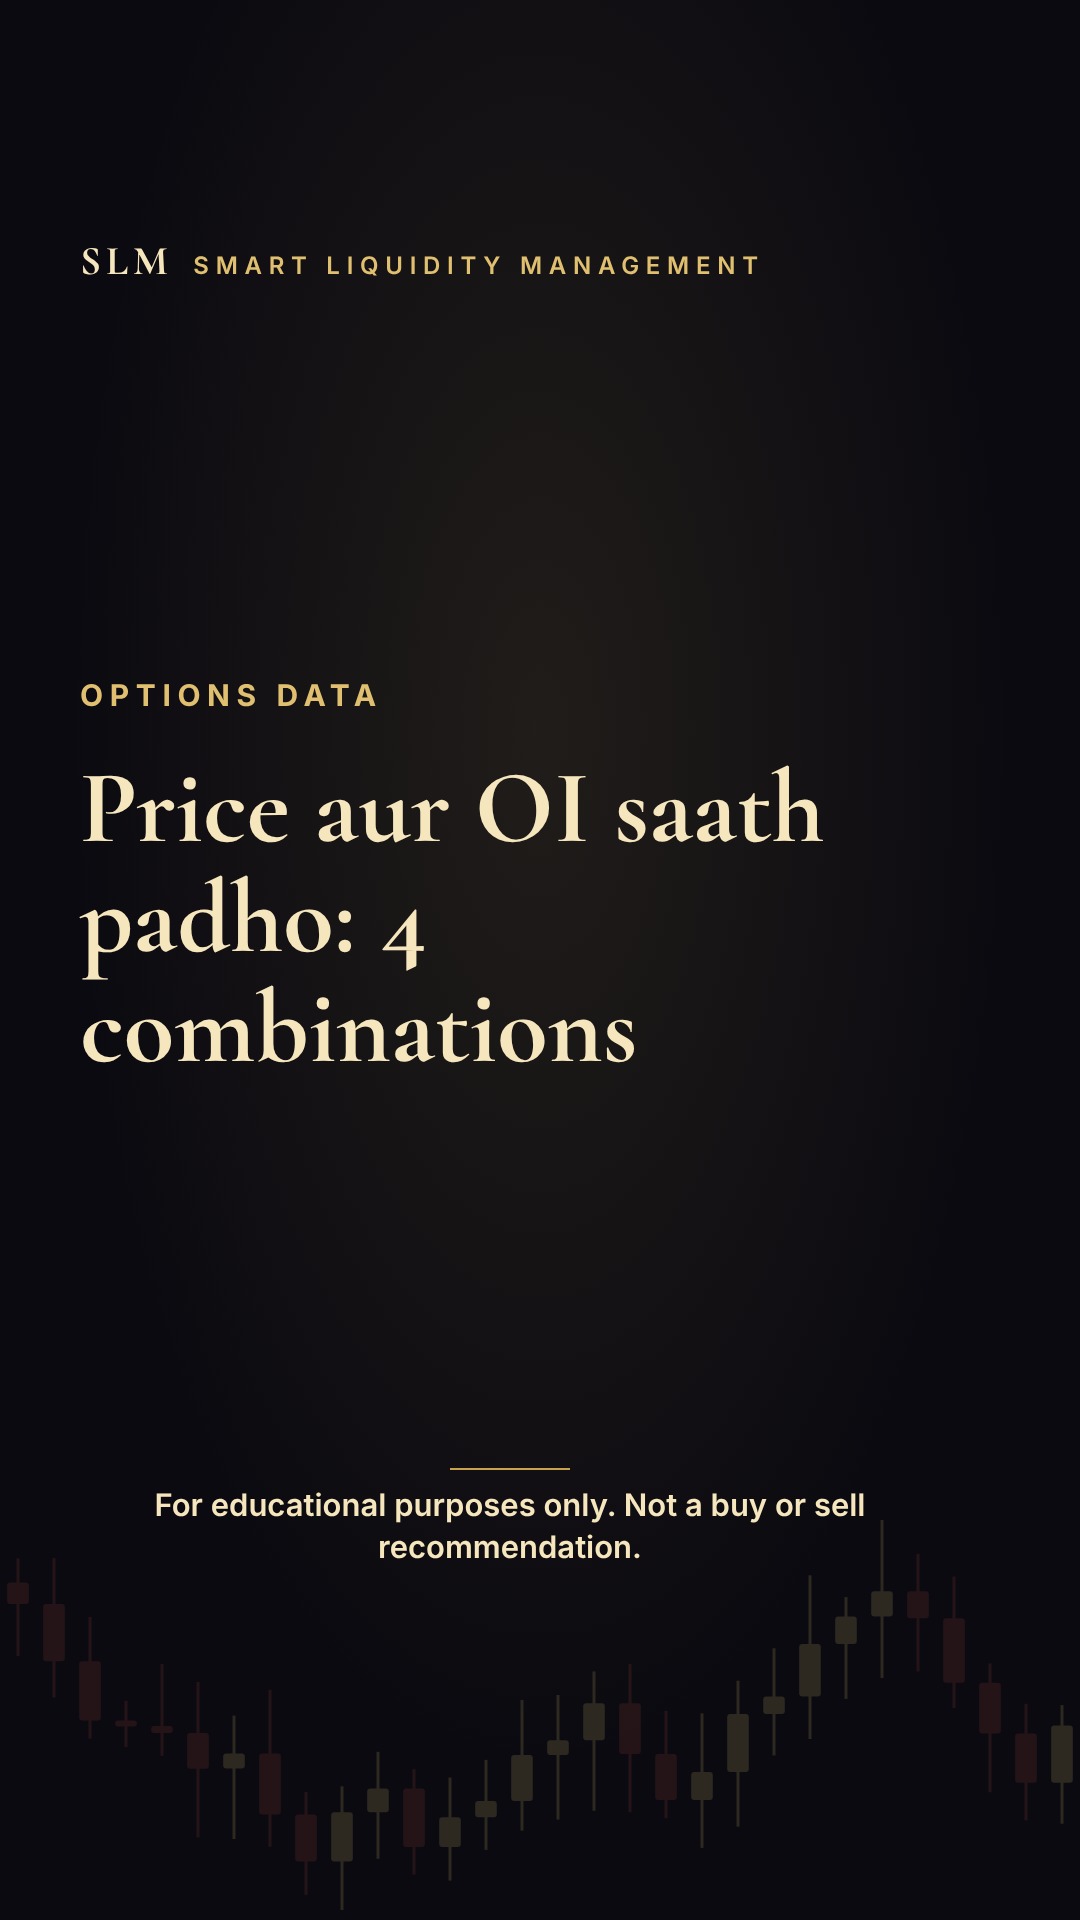 SLM SMART LIQUIDITY MANAGEMENT
OPTIONS DATA
Price aur OI saath
padho: 4
combinations
For educational purposes only. Not a buy or sell
recommendation.